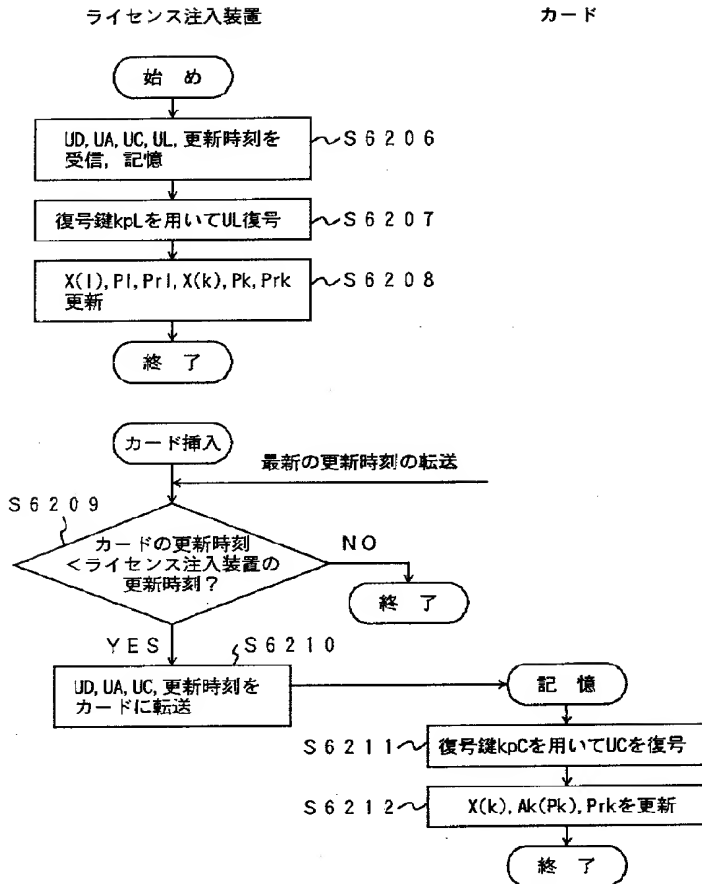 ライセンス注入装置
カード
始 め
UD, UA, UC, UL, 更新時刻を
受信, 記憶
S6206
復号鍵kpLを用いてUL復号
S6207
X(l), Pl, Prl, X(k), Pk, Prk
更新
S6208
終 了
カード挿入
最新の更新時刻の転送
S6209
カードの更新時刻
<ライセンス注入装置の
更新時刻?
NO
終 了
YES
S6210
UD, UA, UC, 更新時刻を
カードに転送
記 憶
S6211
復号鍵kpCを用いてUCを復号
S6212
X(k), Ak(Pk), Prkを更新
終 了